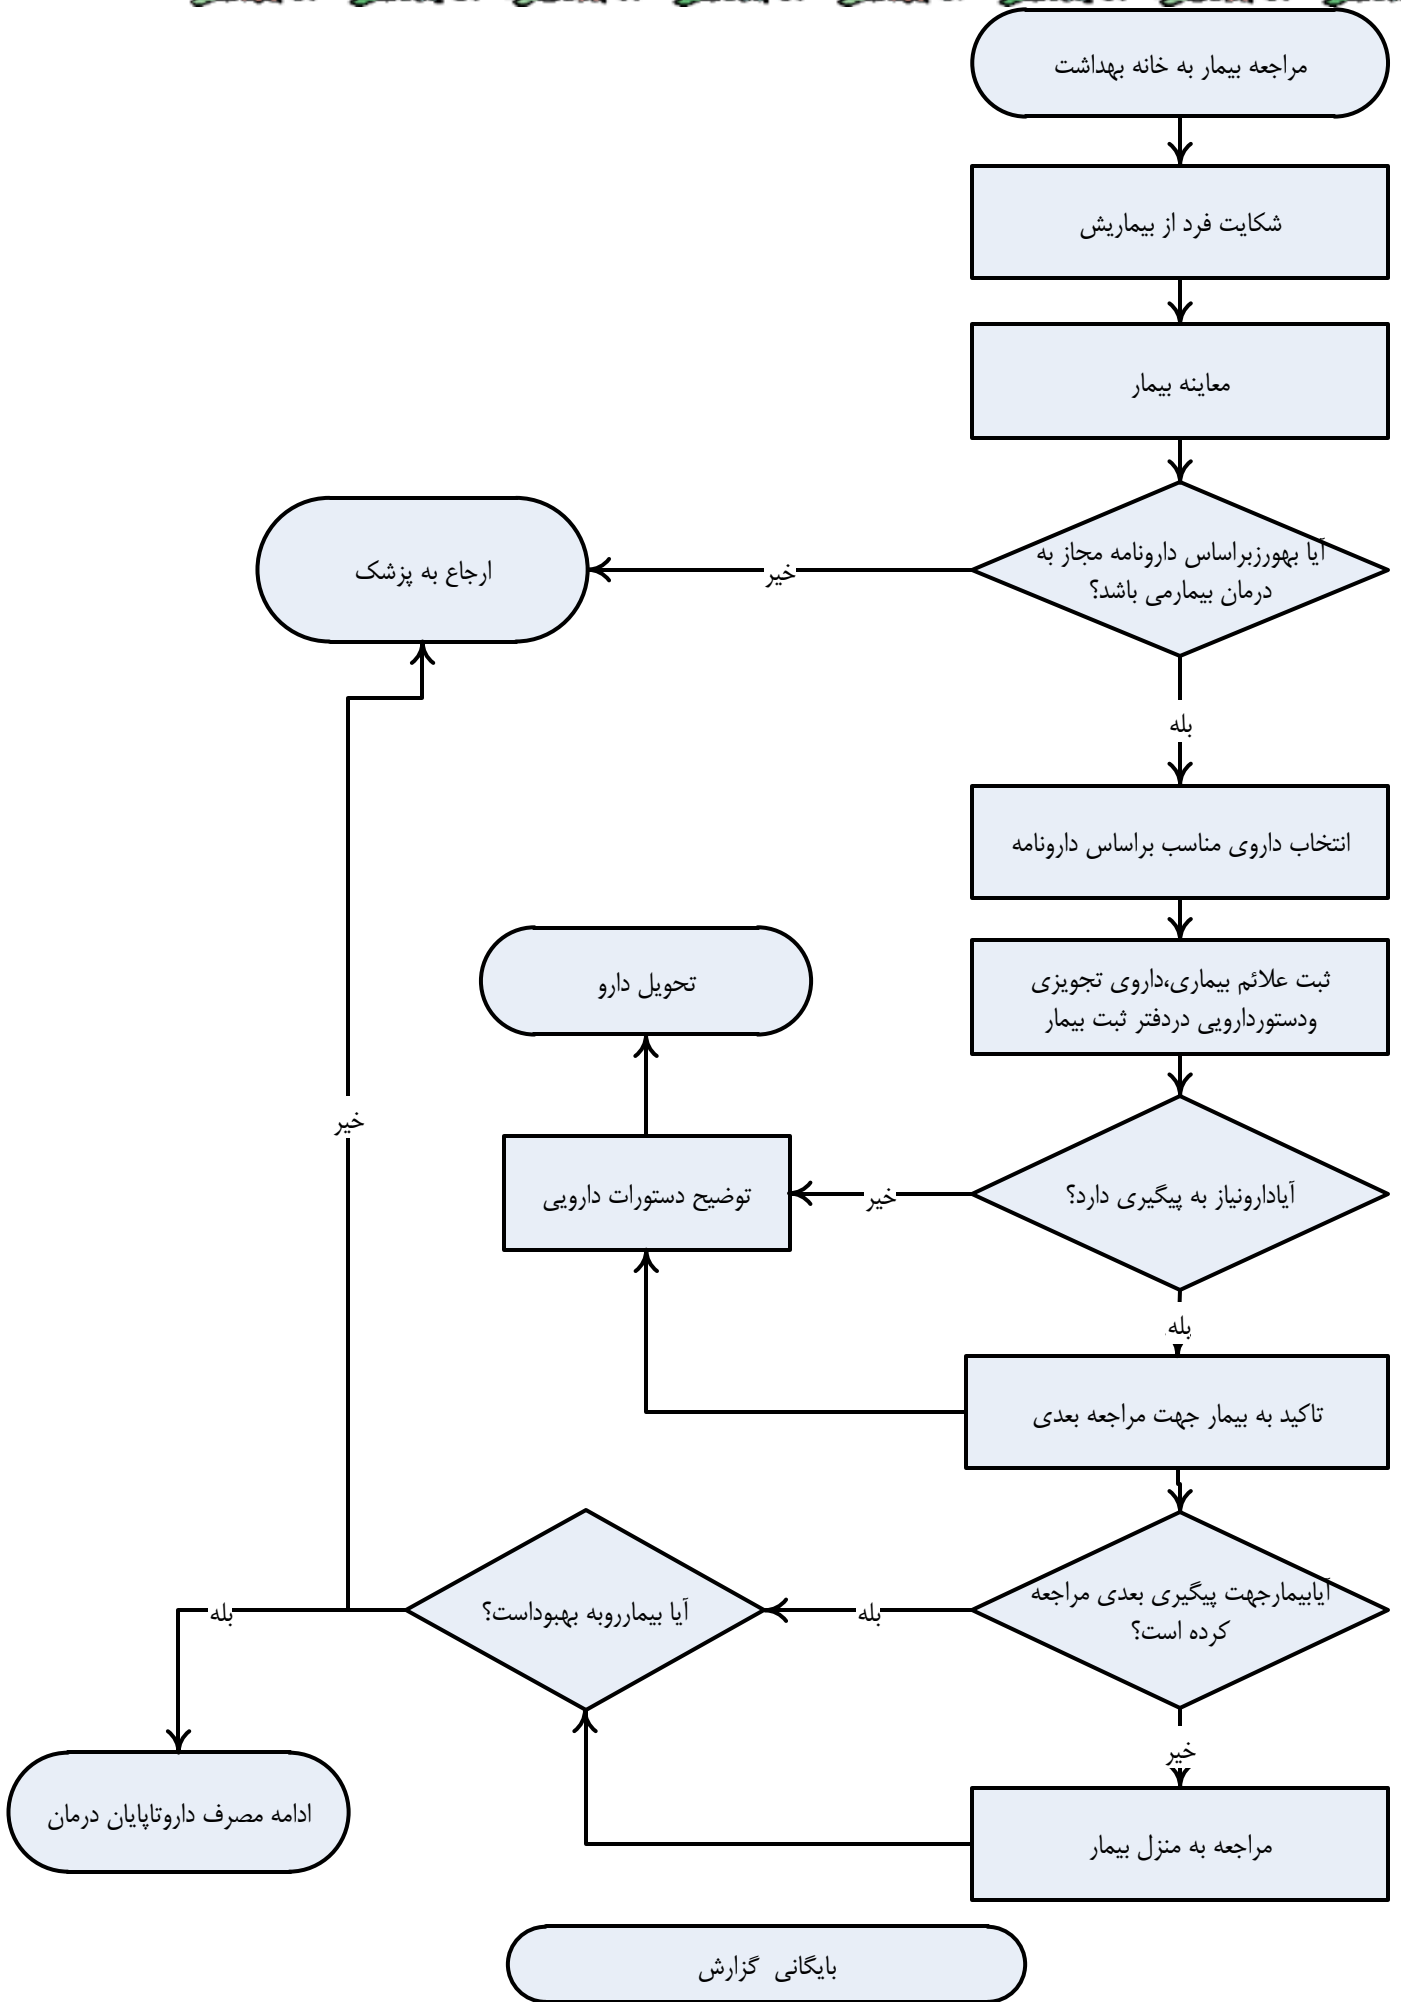 مراجعه بیمار به خانه بهداشت
شکایت فرد از بیماریش
معاینه بیمار
آیا بهورزبراساس دارونامه مجاز به
درمان بیمارمی باشد؟
خیر
ارجاع به پزشک
بله
انتخاب داروی مناسب براساس دارونامه
ثبت علائم بیماری،داروی تجویزی
ودستوردارویی دردفتر ثبت بیمار
تحویل دارو
آیادارونیاز به پیگیری دارد؟
خیر
توضیح دستورات دارویی
خیر
بله
تاکید به بیمار جهت مراجعه بعدی
آیابیمارجهت پیگیری بعدی مراجعه
کرده است؟
بله
آیا بیمارروبه بهبوداست؟
بله
خیر
مراجعه به منزل بیمار
ادامه مصرف داروتاپایان درمان
بایگانی گزارش